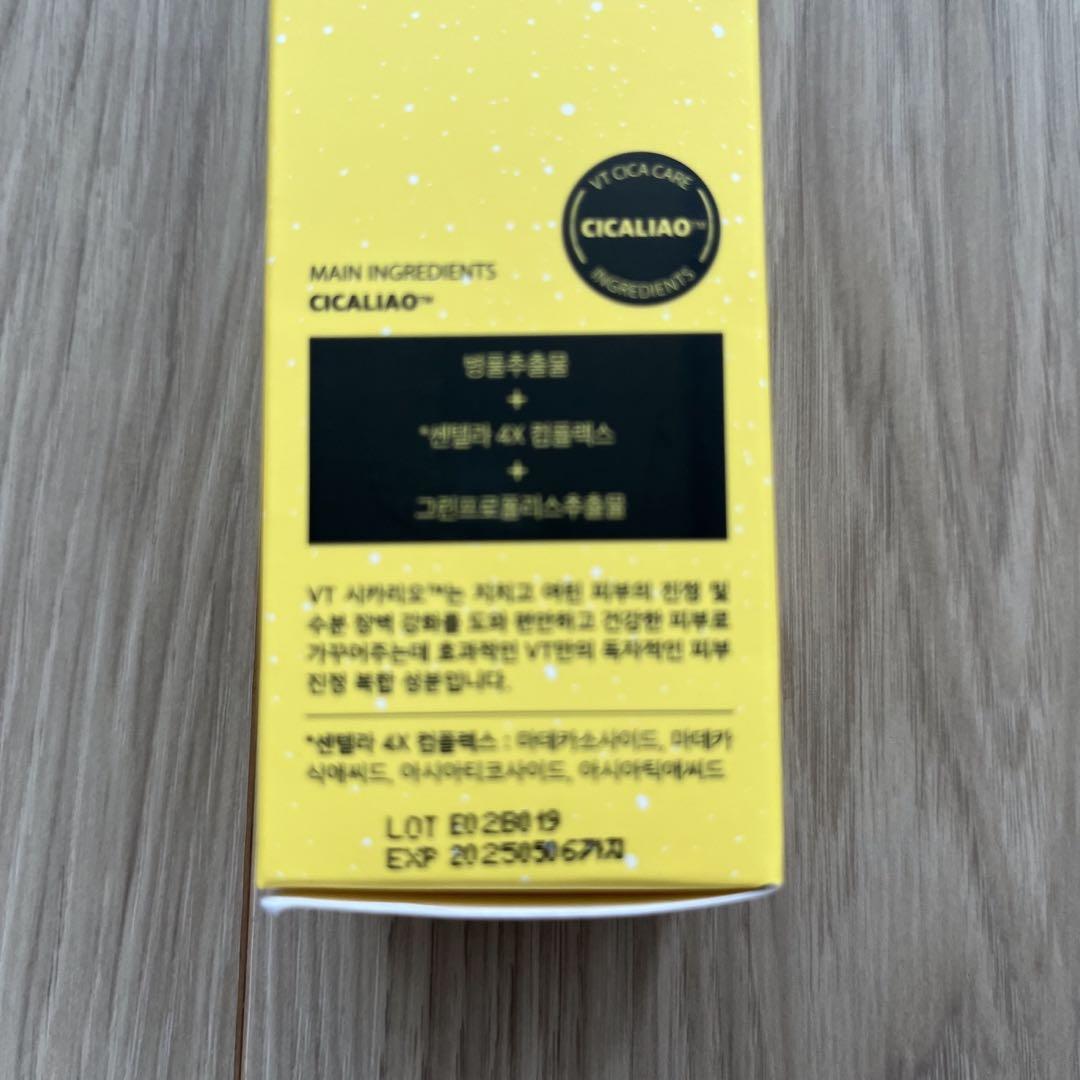 VT CICA CARE
CICALIAO™
INGREDIENTS
MAIN INGREDIENTS
CICALIAO™
병풀추출물
+
*센텔라 4X 컴플렉스
+
그린프로폴리스추출물
VT 시카리오™는 지치고 여린 피부의 진정 및
수분 장벽 강화를 도와 편안하고 건강한 피부로
가꾸어주는데 효과적인 VT만의 독자적인 피부
진정 복합 성분입니다.
*센텔라 4X 컴플렉스 : 마데카소사이드, 마데카
식애씨드, 아시아티코사이드, 아시아틱애씨드
LOT E02B019
EXP 20250506까지